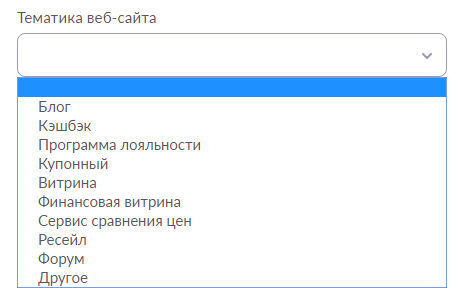 Тематика веб-сайта
Блог
Кэшбэк
Программа лояльности
Купонный
Витрина
Финансовая витрина
Сервис сравнения цен
Ресейл
Форум
Другое